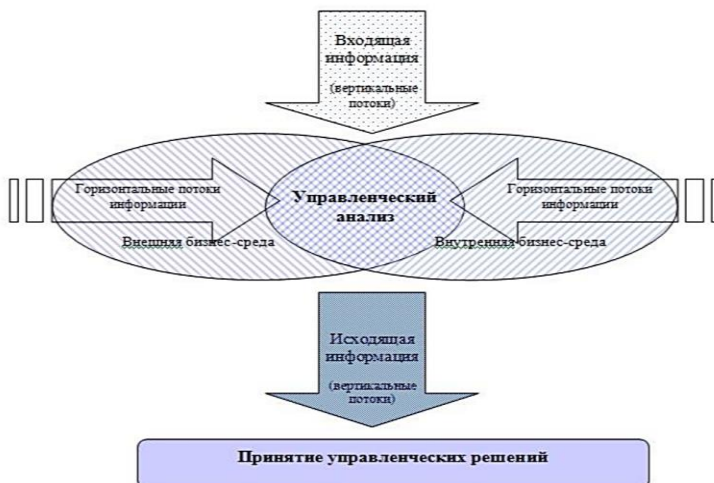 Входящая
информация
(вертикальные
потоки)
Горизонтальные потоки
информации
Управленческий
анализ
Горизонтальные потоки
информации
Внешняя бизнес-среда
Внутренняя бизнес-среда
Исходящая
информация
(вертикальные
потоки)
Принятие управленческих решений